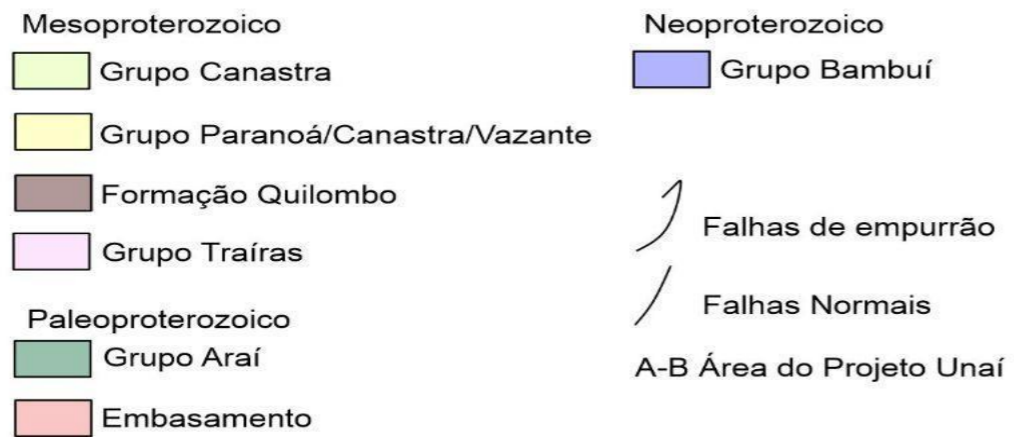 Mesoproterozoico
Grupo Canastra
Grupo Paranoá/Canastra/Vazante
Formação Quilombo
Grupo Traíras
Paleoproterozoico
Grupo Araí
Embasamento
Neoproterozoico
Grupo Bambuí
Falhas de empurrão
Falhas Normais
A-B Área do Projeto Unaí